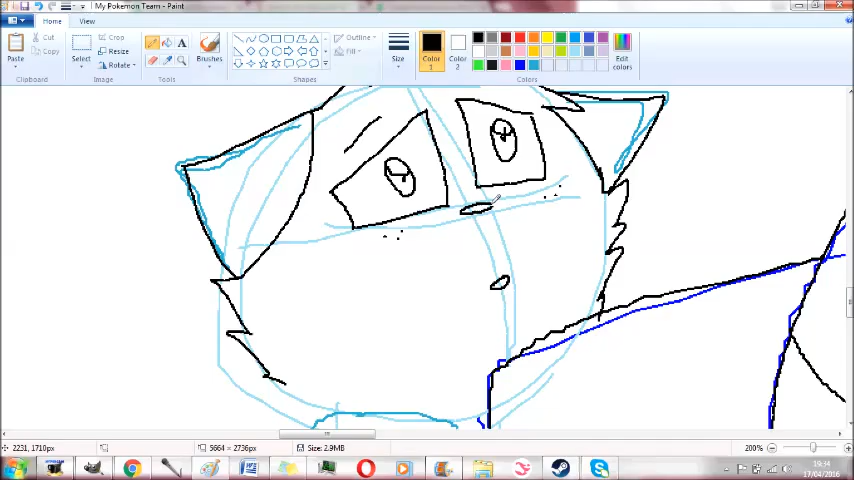 My Pokemon Team - Paint
Home View
Paste
Cut
Copy
Clipboard
Select
Crop
Resize
Rotate
Image
Tools
Brushes
Outline
Fill
Shapes
Size
Color 1
Color 2
Edit colors
Colors
2231, 1710px
5664 × 2736px
Size: 2.9MB
200%
19:34
17/04/2016